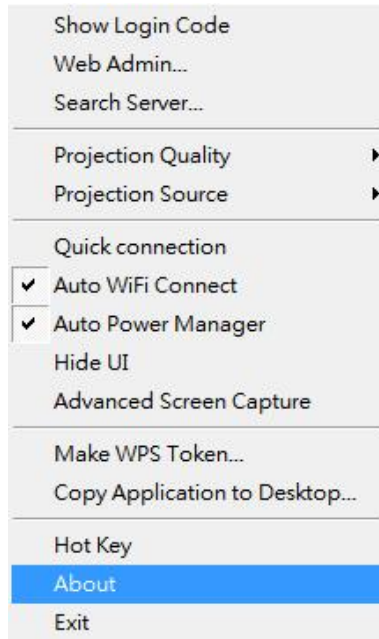 Show Login Code
Web Admin...
Search Server...
Projection Quality
Projection Source
Quick connection
Auto WiFi Connect
Auto Power Manager
Hide UI
Advanced Screen Capture
Make WPS Token...
Copy Application to Desktop...
Hot Key
About
Exit